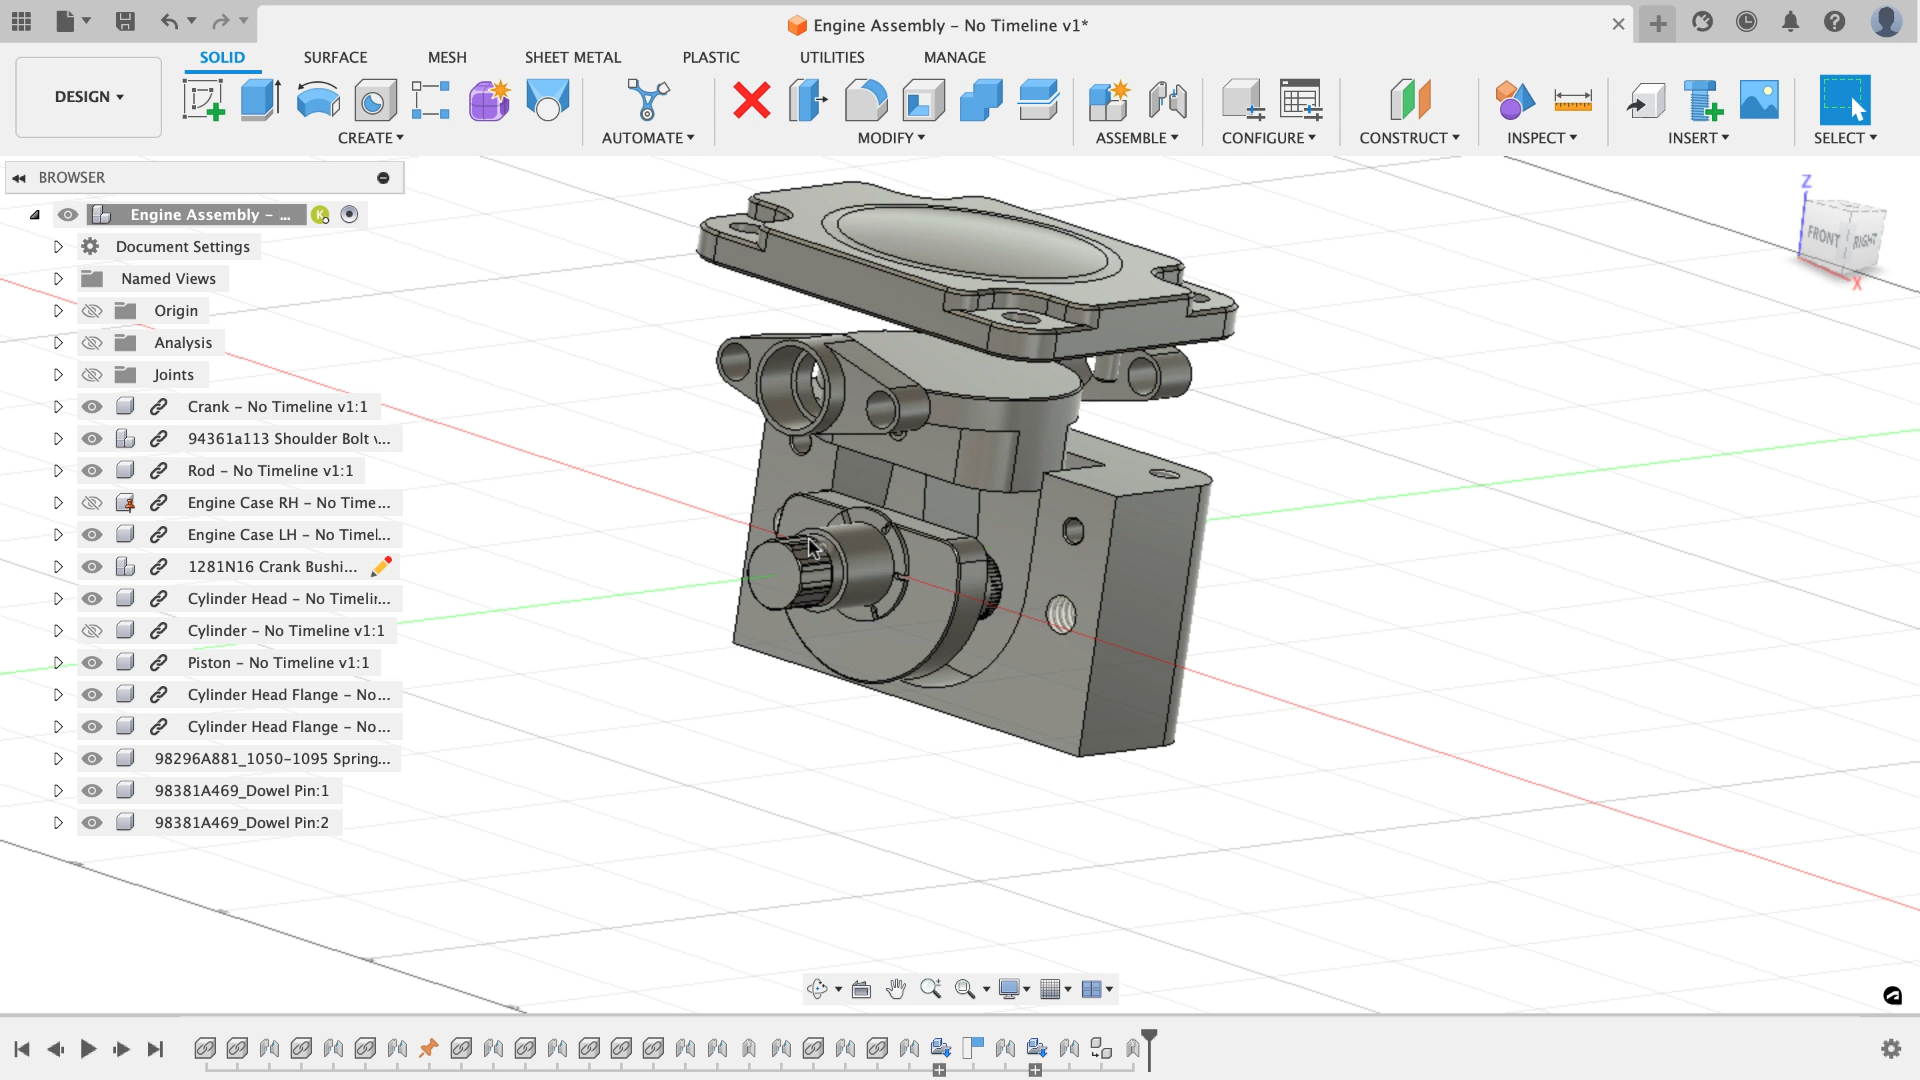 Engine Assembly - No Timeline v1*
SOLID SURFACE MESH SHEET METAL PLASTIC UTILITIES MANAGE
DESIGN
CREATE AUTOMATE MODIFY ASSEMBLE CONFIGURE CONSTRUCT INSPECT INSERT SELECT
BROWSER
Engine Assembly - ... K
Document Settings
Named Views
Origin
Analysis
Joints
Crank - No Timeline v1:1
94361a113 Shoulder Bolt v...
Rod - No Timeline v1:1
Engine Case RH - No Time...
Engine Case LH - No Timel...
1281N16 Crank Bushi...
Cylinder Head - No Timelin...
Cylinder - No Timeline v1:1
Piston - No Timeline v1:1
Cylinder Head Flange - No...
Cylinder Head Flange - No...
98296A881_1050-1095 Spring...
98381A469_Dowel Pin:1
98381A469_Dowel Pin:2
Z
FRONT RIGHT
X